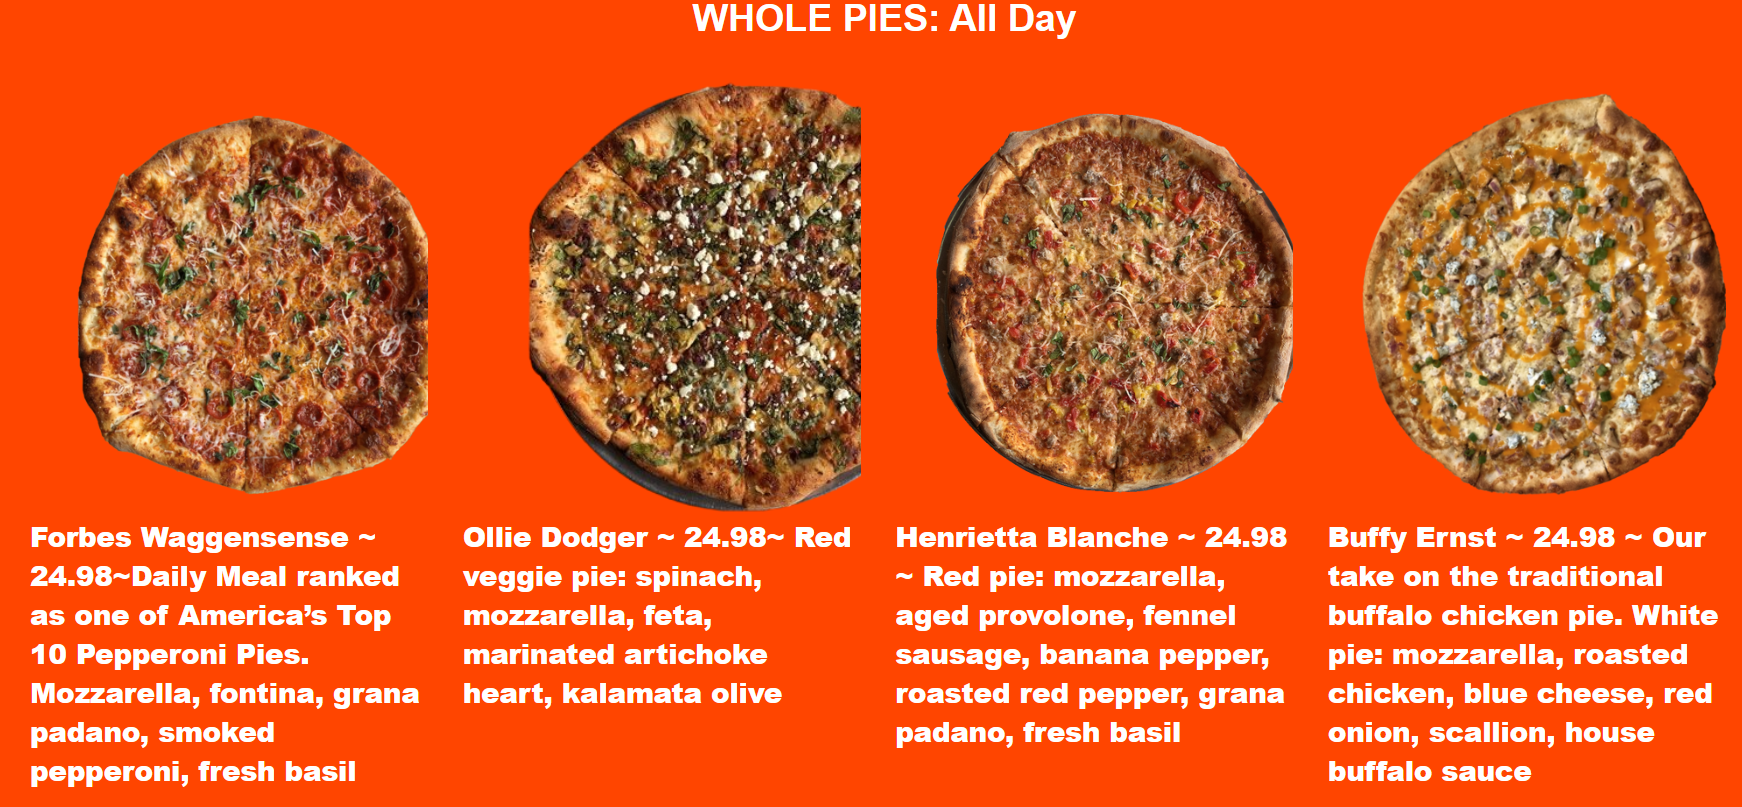 WHOLE PIES: All Day
Forbes Waggensense ~
24.98~Daily Meal ranked
as one of America’s Top
10 Pepperoni Pies.
Mozzarella, fontina, grana
padano, smoked
pepperoni, fresh basil
Ollie Dodger ~ 24.98~ Red
veggie pie: spinach,
mozzarella, feta,
marinated artichoke
heart, kalamata olive
Henrietta Blanche ~ 24.98
~ Red pie: mozzarella,
aged provolone, fennel
sausage, banana pepper,
roasted red pepper, grana
padano, fresh basil
Buffy Ernst ~ 24.98 ~ Our
take on the traditional
buffalo chicken pie. White
pie: mozzarella, roasted
chicken, blue cheese, red
onion, scallion, house
buffalo sauce